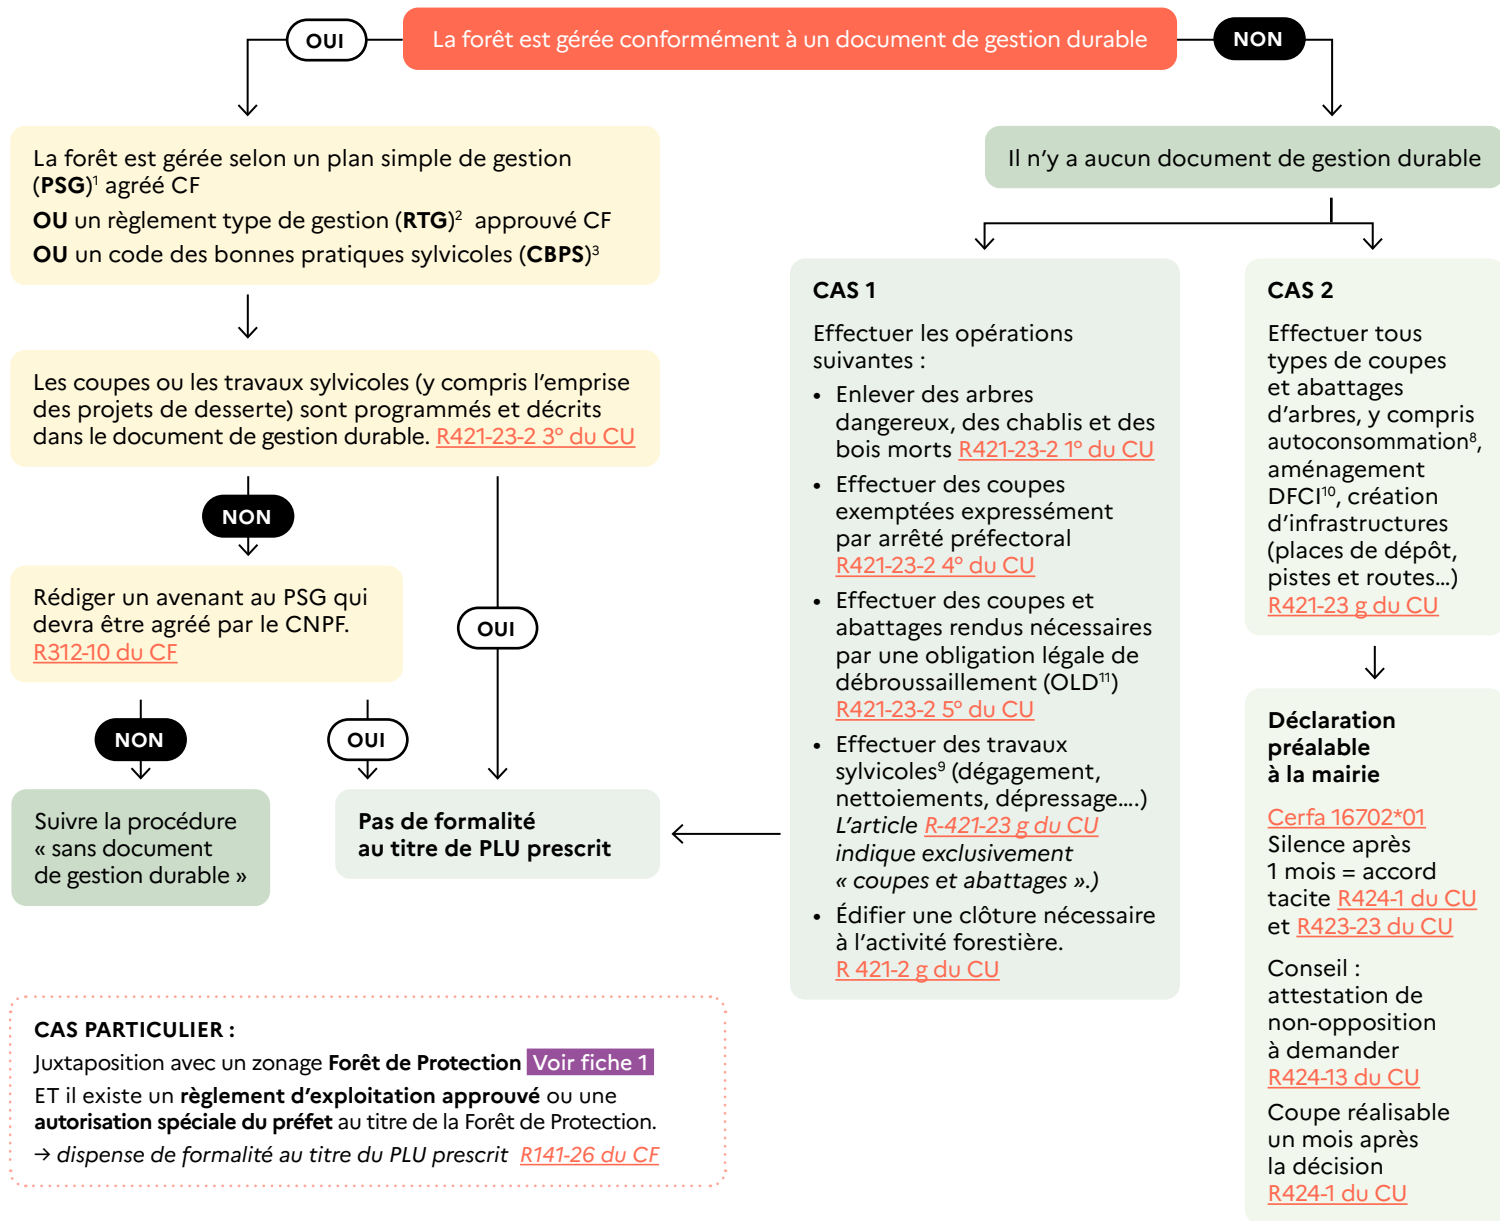 La forêt est gérée conformément à un document de gestion durable
OUI
NON
La forêt est gérée selon un plan simple de gestion
(PSG)¹ agréé CF
OU un règlement type de gestion (RTG)² approuvé CF
OU un code des bonnes pratiques sylvicoles (CBPS)³
Les coupes ou les travaux sylvicoles (y compris l’emprise
des projets de desserte) sont programmés et décrits
dans le document de gestion durable. R421-23-2 3° du CU
NON
Rédiger un avenant au PSG qui
devra être agréé par le CNPF.
R312-10 du CF
OUI
NON
OUI
Suivre la procédure
« sans document
de gestion durable »
Pas de formalité
au titre de PLU prescrit
Il n’y a aucun document de gestion durable
CAS 1
Effectuer les opérations
suivantes :
• Enlever des arbres
dangereux, des chablis et des
bois morts R421-23-2 1° du CU
• Effectuer des coupes
exemptées expressément
par arrêté préfectoral
R421-23-2 4° du CU
• Effectuer des coupes et
abattages rendus nécessaires
par une obligation légale de
débroussaillement (OLD¹¹)
R421-23-2 5° du CU
• Effectuer des travaux
sylvicoles⁹ (dégagement,
nettoiements, dépressage….)
L’article R-421-23 g du CU
indique exclusivement
« coupes et abattages ».)
• Édifier une clôture nécessaire
à l’activité forestière.
R 421-2 g du CU
CAS 2
Effectuer tous
types de coupes
et abattages
d’arbres, y compris
autoconsommation⁸,
aménagement
DFCI¹⁰, création
d’infrastructures
(places de dépôt,
pistes et routes…)
R421-23 g du CU
Déclaration
préalable
à la mairie
Cerfa 16702*01
Silence après
1 mois = accord
tacite R424-1 du CU
et R423-23 du CU
Conseil :
attestation de
non-opposition
à demander
R424-13 du CU
Coupe réalisable
un mois après
la décision
R424-1 du CU
CAS PARTICULIER :
Juxtaposition avec un zonage Forêt de Protection Voir fiche 1
ET il existe un règlement d’exploitation approuvé ou une
autorisation spéciale du préfet au titre de la Forêt de Protection.
→ dispense de formalité au titre du PLU prescrit R141-26 du CF